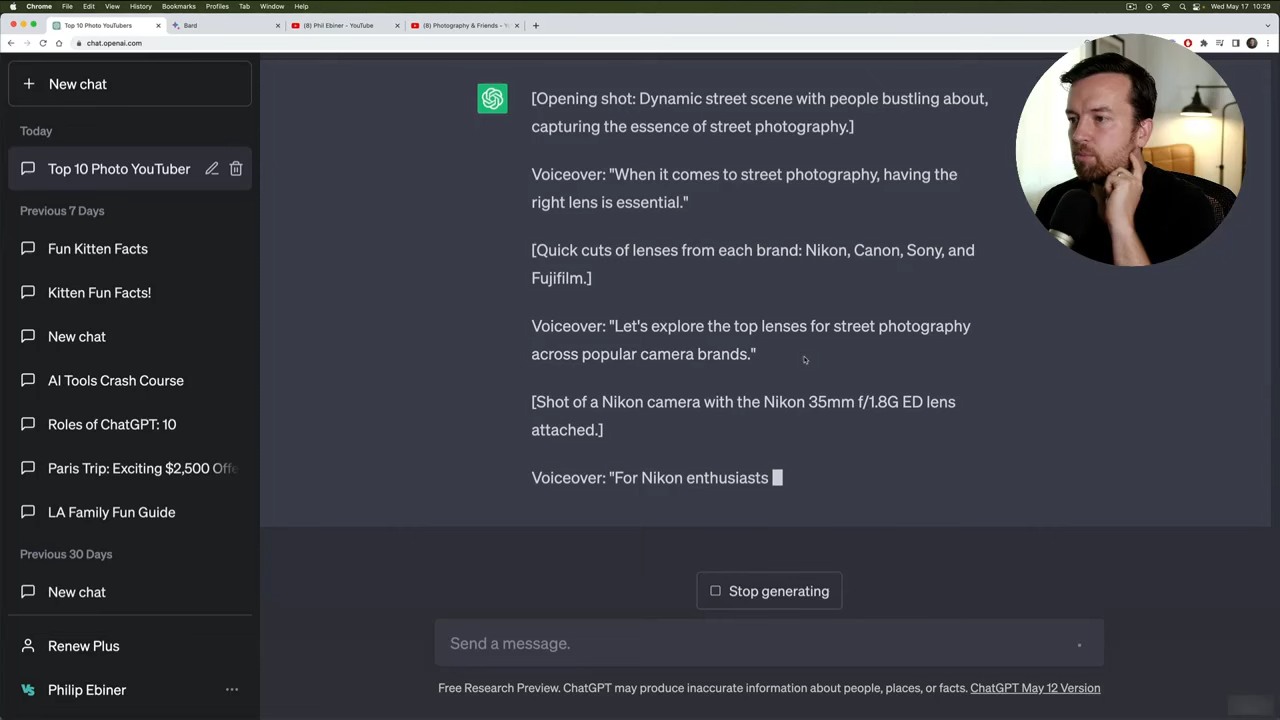 Chrome File Edit View History Bookmarks Profiles Tab Window Help Wed May 17 10:29
Top 10 Photo YouTubers Bard (8) Phil Ebiner - YouTube (8) Photography & Friends -
chat.openai.com
New chat
Today
Top 10 Photo YouTuber
Previous 7 Days
Fun Kitten Facts
Kitten Fun Facts!
New chat
AI Tools Crash Course
Roles of ChatGPT: 10
Paris Trip: Exciting $2,500 Offe
LA Family Fun Guide
Previous 30 Days
New chat
Renew Plus
VS Philip Ebiner
[Opening shot: Dynamic street scene with people bustling about,
capturing the essence of street photography.]
Voiceover: "When it comes to street photography, having the
right lens is essential."
[Quick cuts of lenses from each brand: Nikon, Canon, Sony, and
Fujifilm.]
Voiceover: "Let's explore the top lenses for street photography
across popular camera brands."
[Shot of a Nikon camera with the Nikon 35mm f/1.8G ED lens
attached.]
Voiceover: "For Nikon enthusiasts
Stop generating
Send a message.
Free Research Preview. ChatGPT may produce inaccurate information about people, places, or facts. ChatGPT May 12 Version